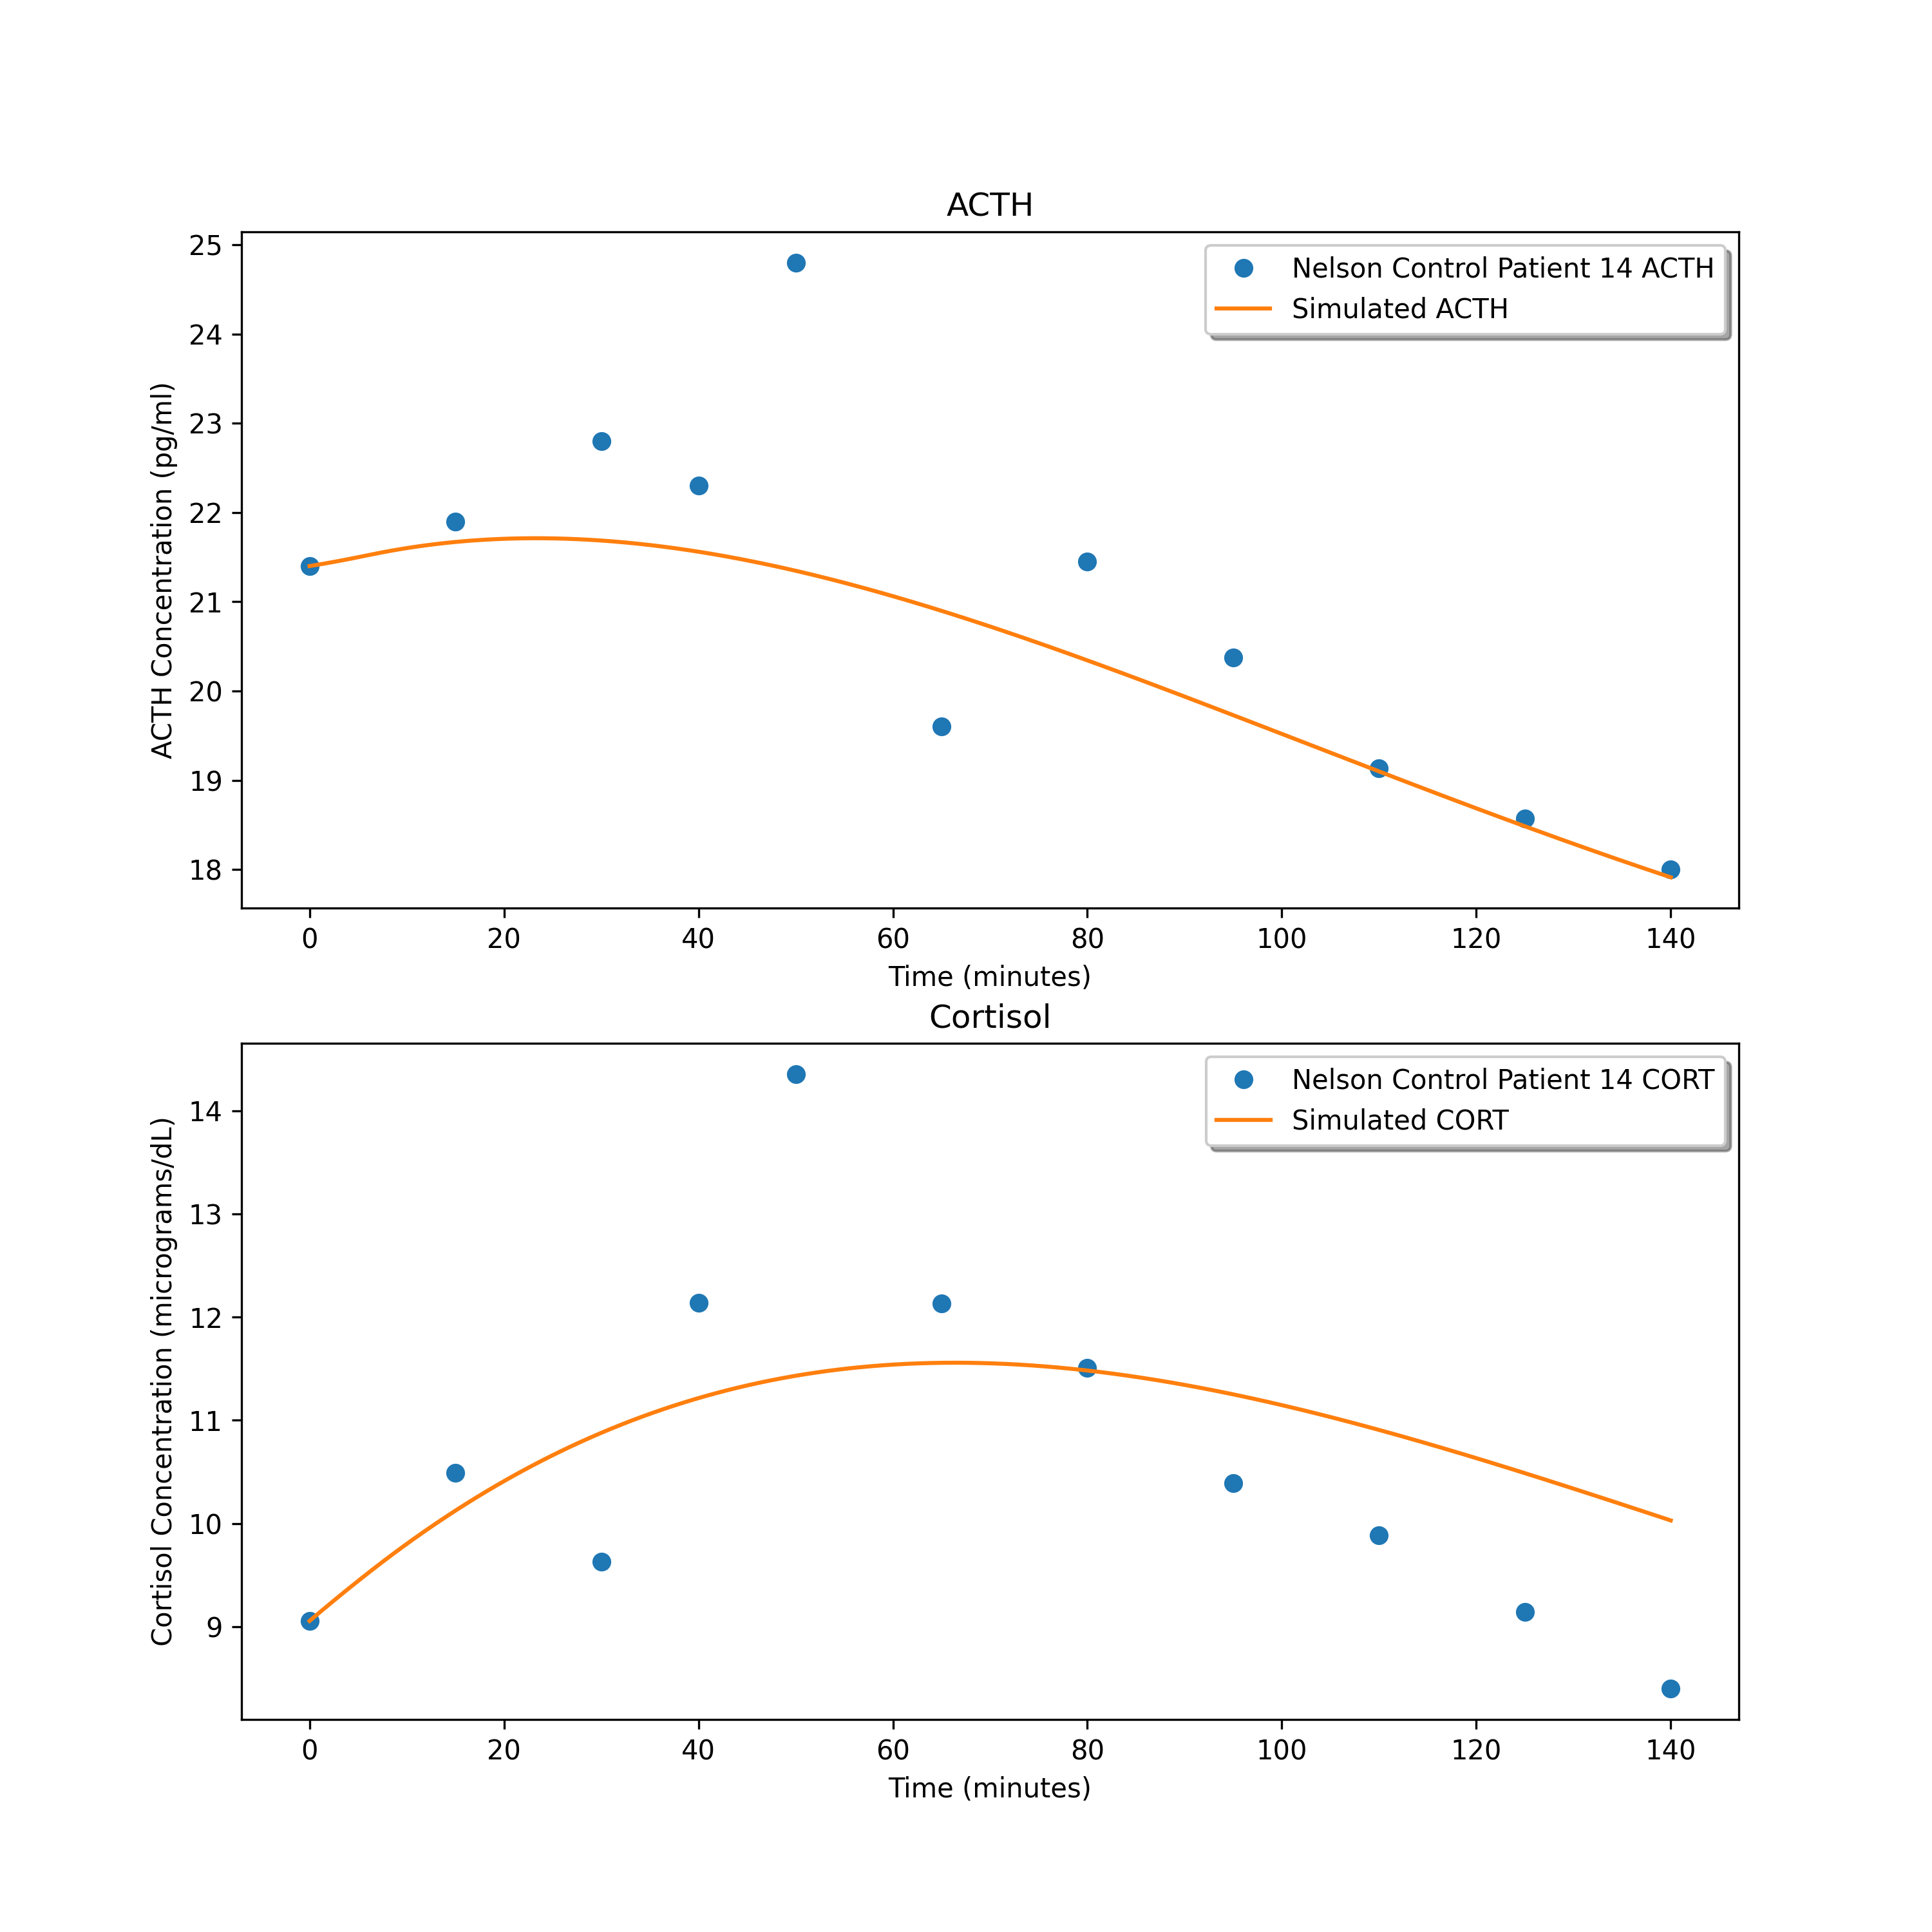 ACTH
25
24
23
22
21
20
19
18
ACTH Concentration (pg/ml)
Nelson Control Patient 14 ACTH
Simulated ACTH
0 20 40 60 80 100 120 140
Time (minutes)
Cortisol
14
13
12
11
10
9
Cortisol Concentration (micrograms/dL)
Nelson Control Patient 14 CORT
Simulated CORT
0 20 40 60 80 100 120 140
Time (minutes)